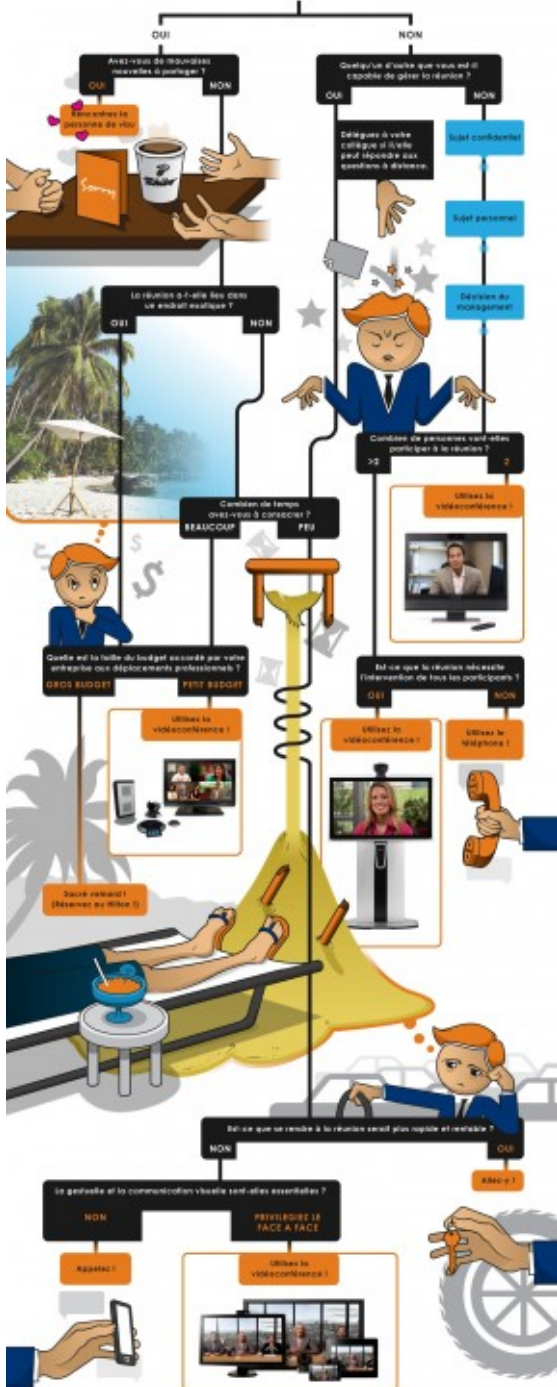 OUI
NON
Avez-vous de mauvaises
nouvelles à partager ?
OUI
NON
Rencontrez la
personne de visu
Sorry
Tchibo
Quelqu'un d'autre que vous est-il
capable de gérer la réunion ?
OUI
NON
Déléguez à votre
collègue si il/elle
peut répondre aux
questions à distance.
Sujet confidentiel
Sujet personnel
Décision du
management
La réunion a-t-elle lieu dans
un endroit exotique ?
OUI
NON
Combien de personnes vont-elles
participer à la réunion ?
>2
2
Utilisez la
vidéoconférence !
Combien de temps
avez-vous à consacrer ?
BEAUCOUP
PEU
Quelle est la taille du budget accordé par votre
entreprise aux déplacements professionnels ?
GROS BUDGET
PETIT BUDGET
Utilisez la
vidéoconférence !
Est-ce que la réunion nécessite
l'intervention de tous les participants ?
OUI
NON
Utilisez la
vidéoconférence !
Utilisez le
téléphone !
Sacré veinard !
(Réservez au Hilton !)
Est-ce que se rendre à la réunion serait plus rapide et rentable ?
NON
OUI
Allez-y !
La gestuelle et la communication visuelle sont-elles essentielles ?
NON
PRIVILEGIEZ LE
FACE A FACE
Appelez !
Utilisez la
vidéoconférence !